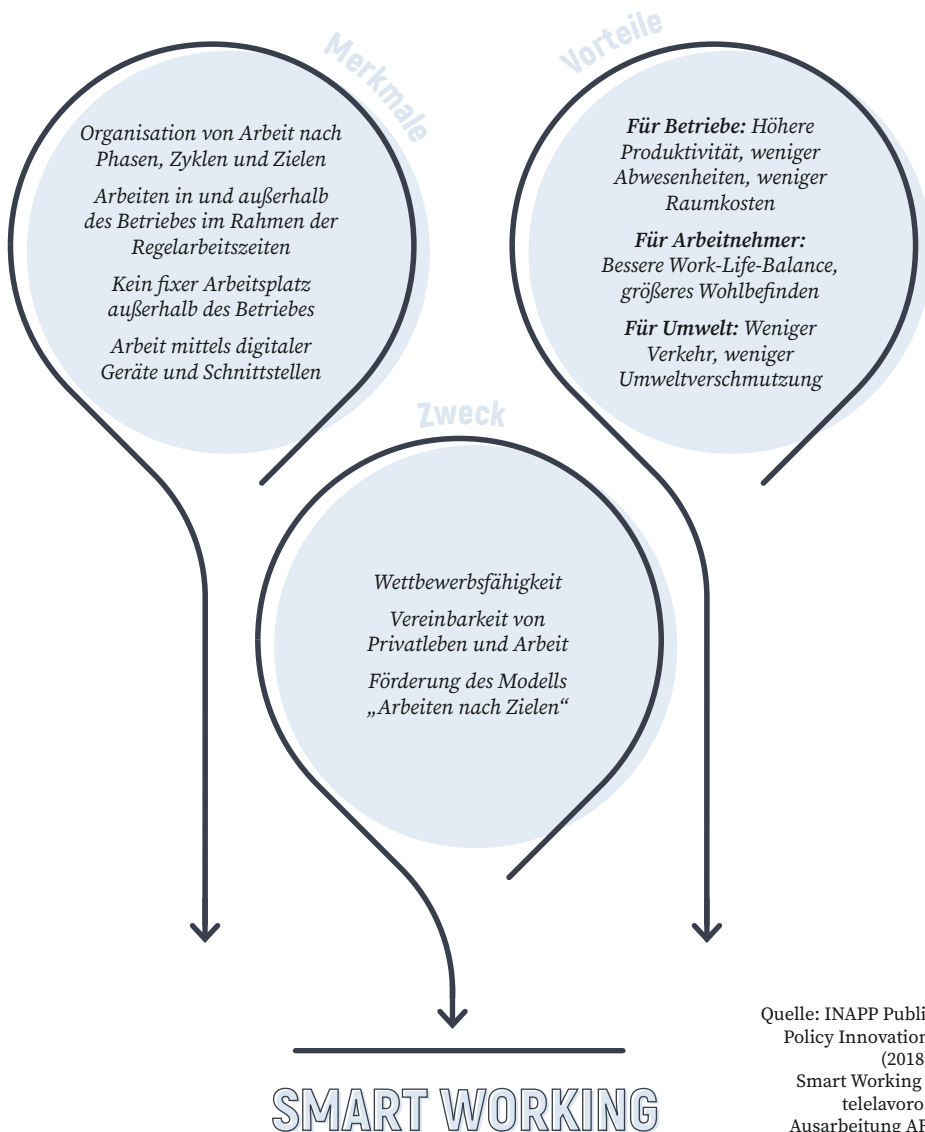 Merkmale
Organisation von Arbeit nach
Phasen, Zyklen und Zielen
Arbeiten in und außerhalb
des Betriebes im Rahmen der
Regelarbeitszeiten
Kein fixer Arbeitsplatz
außerhalb des Betriebes
Arbeit mittels digitaler
Geräte und Schnittstellen
Vorteile
Für Betriebe: Höhere
Produktivität, weniger
Abwesenheiten, weniger
Raumkosten
Für Arbeitnehmer:
Bessere Work-Life-Balance,
größeres Wohlbefinden
Für Umwelt: Weniger
Verkehr, weniger
Umweltverschmutzung
Zweck
Wettbewerbsfähigkeit
Vereinbarkeit von
Privatleben und Arbeit
Förderung des Modells
„Arbeiten nach Zielen“
SMART WORKING
Quelle: INAPP Publi
Policy Innovation
(2018
Smart Working
telelavoro
Ausarbeitung